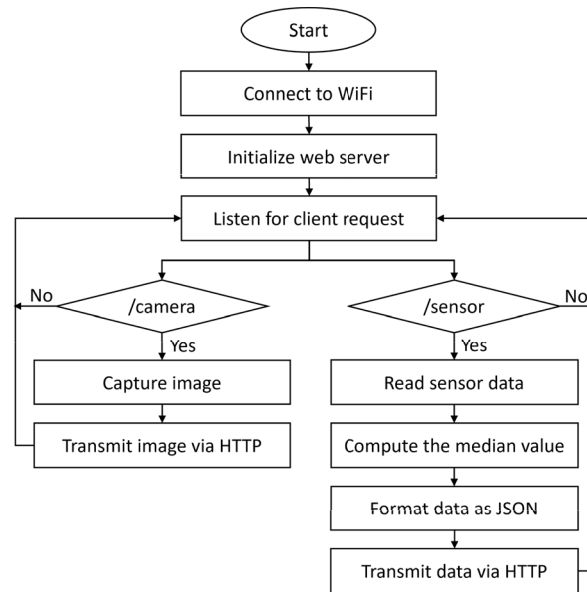 Start
Connect to WiFi
Initialize web server
Listen for client request
No
/camera
/sensor
No
Yes
Yes
Capture image
Read sensor data
Transmit image via HTTP
Compute the median value
Format data as JSON
Transmit data via HTTP